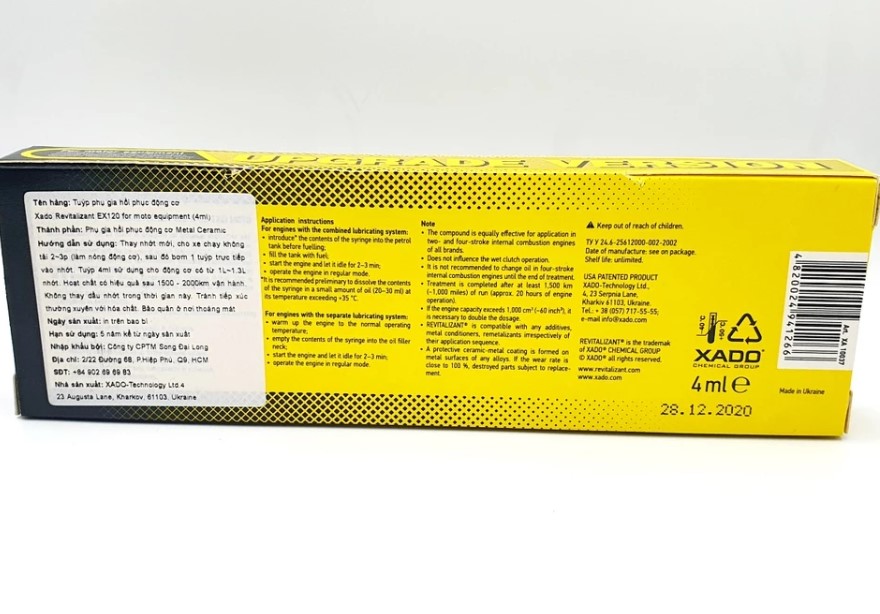 UPGRADE VERSION
Tên hàng: Tuýp phụ gia hồi phục động cơ
Xado Revitalizant EX120 for moto equipment (4ml)
Thành phần: Phụ gia hồi phục động cơ Metal Ceramic
Hướng dẫn sử dụng: Thay nhớt mới, cho xe chạy không
tải 2~3p (làm nóng động cơ), sau đó bơm 1 tuýp trực tiếp
vào nhớt. Tuýp 4ml sử dụng cho động cơ có từ 1L~1.3L
nhớt. Hoạt chất có hiệu quả sau 1500 - 2000km vận hành.
Không thay dầu nhớt trong thời gian này. Tránh tiếp xúc
thường xuyên với hóa chất. Bảo quản ở nơi thoáng mát
Ngày sản xuất: in trên bao bì
Hạn sử dụng: 5 năm kể từ ngày sản xuất
Nhập khẩu bởi: Công ty CPTM Song Đại Long
Địa chỉ: 2/22 Đường 6B, P.Hiệp Phú, Q9, HCM
SĐT: +84 902 69 69 83
Nhà sản xuất: XADO-Technology Ltd.4
23 Augusta Lane, Kharkov, 61103, Ukraine
Application instructions
For engines with the combined lubricating system:
• introduce* the contents of the syringe into the petrol
tank before fuelling;
• fill the tank with fuel;
• start the engine and let it idle for 2–3 min;
• operate the engine in regular mode.
*It is recommended preliminary to dissolve the contents
of the syringe in a small amount of oil (20–30 ml) at
its temperature exceeding +35 °C.
For engines with the separate lubricating system:
• warm up the engine to the normal operating
temperature;
• empty the contents of the syringe into the oil filler
neck;
• start the engine and let it idle for 2–3 min;
• operate the engine in regular mode.
Note
• The compound is equally effective for application in
two- and four-stroke internal combustion engines
of all brands.
• Does not influence the wet clutch operation.
• It is not recommended to change oil in four-stroke
internal combustion engines until the end of treatment.
• Treatment is completed after at least 1,500 km
(~1,000 miles) of run (approx. 20 hours of engine
operation).
• If the engine capacity exceeds 1,000 cm³ (~60 inch³), it
is necessary to double the dosage.
• REVITALIZANT® is compatible with any additives,
metal conditioners, remetalizants irrespectively of
their application sequence.
• A protective ceramic-metal coating is formed on
metal surfaces of any alloys. If the wear rate is
close to 100 %, destroyed parts subject to replace-
ment.
Keep out of reach of children.
ТУ У 24.6-25612000-002-2002
Date of manufacture: see on package.
Shelf life: unlimited.
USA PATENTED PRODUCT
XADO-Technology Ltd.,
4, 23 Serpnia Lane,
Kharkiv 61103, Ukraine.
Tel.: + 38 (057) 717-55-55;
e-mail info@xado.com
REVITALIZANT® is the trademark
of XADO® CHEMICAL GROUP
© XADO® all rights reserved.
www.revitalizant.com
www.xado.com
XADO®
CHEMICAL GROUP
4 ml e
28.12.2020
4820024941266
Art. XA 10037
Made in Ukraine